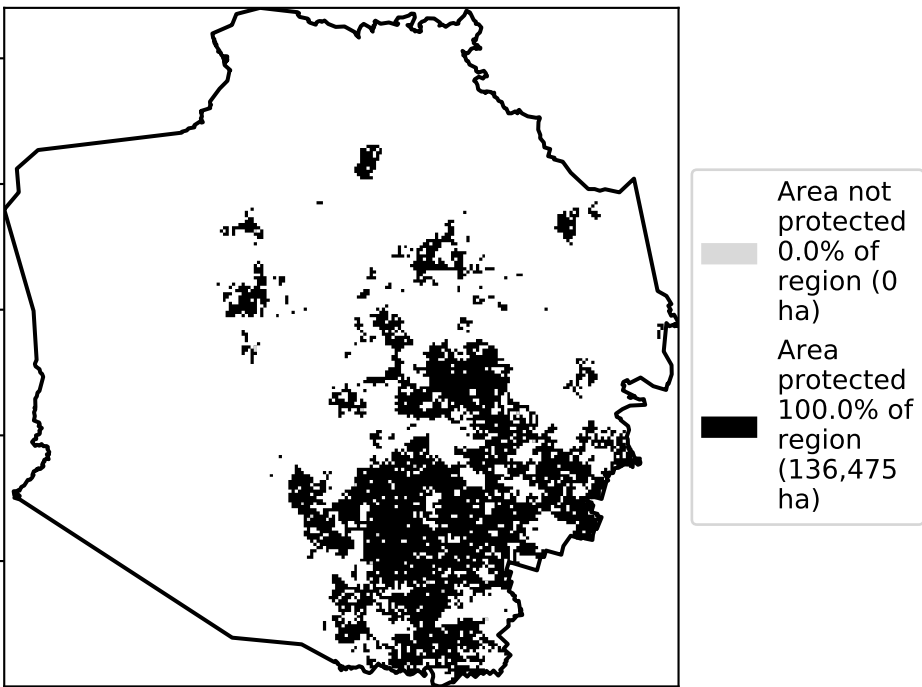 Area not
protected
0.0% of
region (0
ha)
Area
protected
100.0% of
region
(136,475
ha)